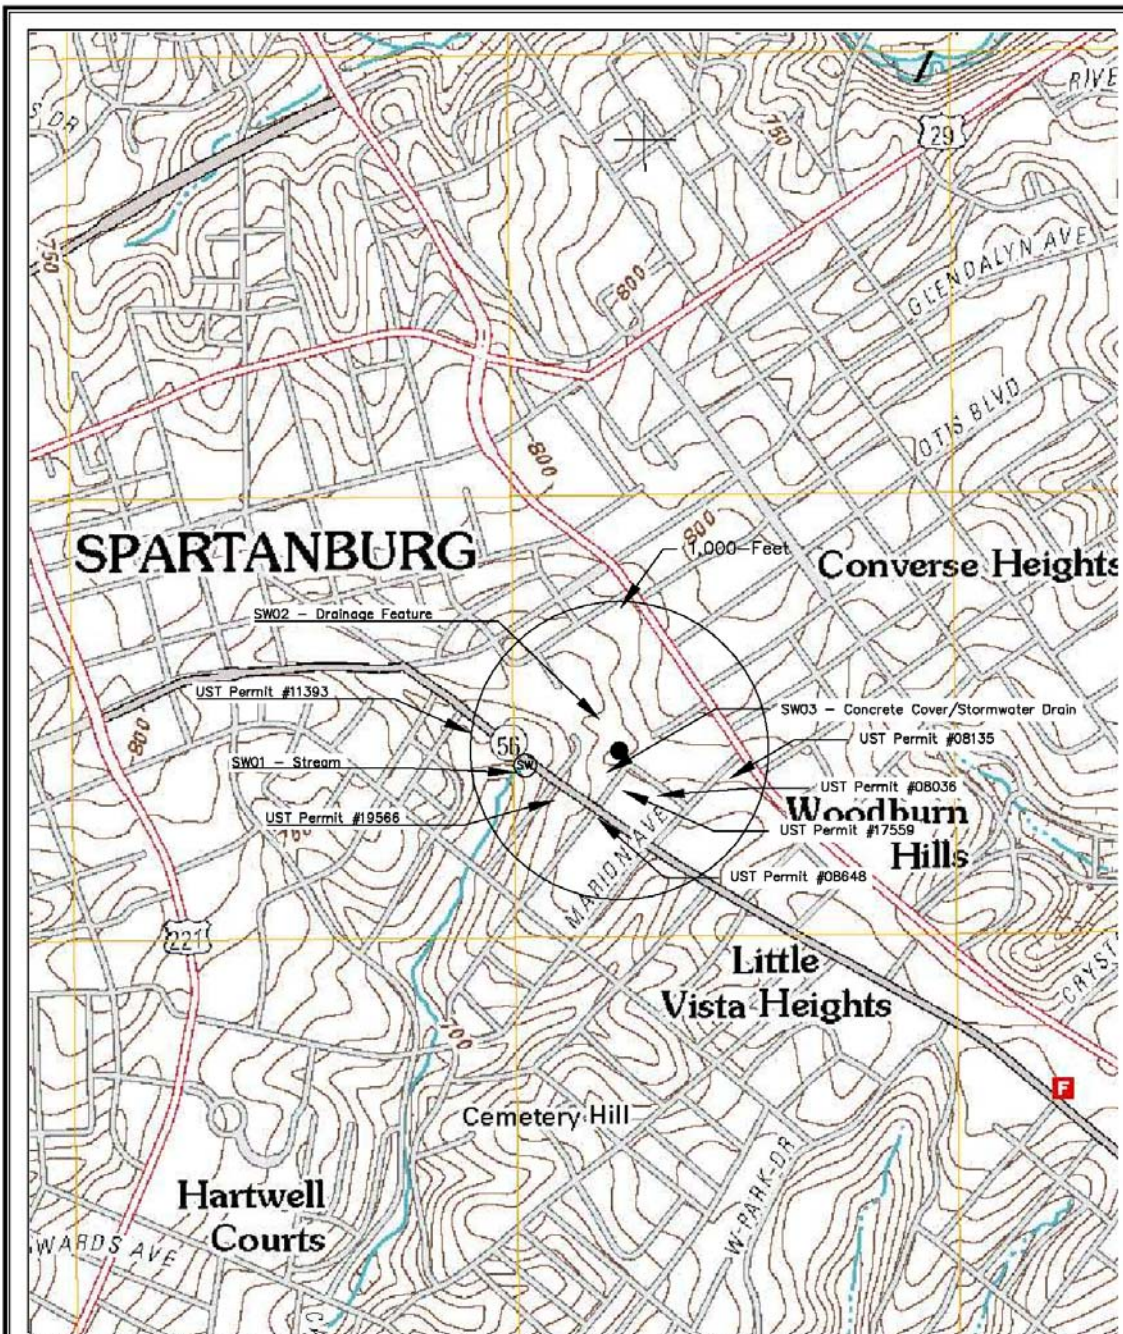 RIVE
S DR
750
29
750
GLENDALYN AVE
800
OTIS BLVD
800
800
1,000-Feet
SPARTANBURG
Converse Heights
SW02 - Drainage Feature
UST Permit #11393
SW03 - Concrete Cover/Stormwater Drain
800
56
UST Permit #08135
SW01 - Stream
SW
UST Permit #08036
Woodburn
UST Permit #19566
UST Permit #17559
Hills
MARION AVE
UST Permit #08648
221
Little
Vista Heights
CRYST
700
F
Cemetery Hill
W PARK DR
Hartwell
Courts
WARDS AVE